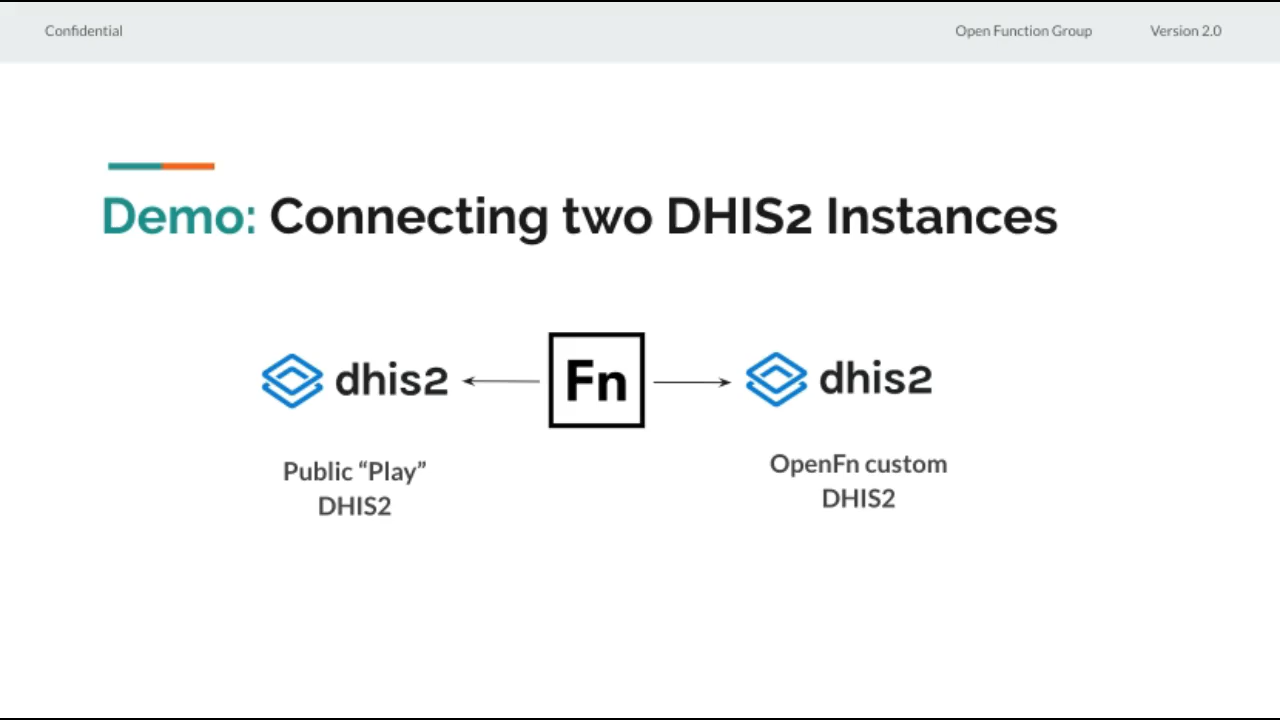 Confidential
Open Function Group
Version 2.0
Demo: Connecting two DHIS2 Instances
dhis2
Fn
dhis2
Public “Play”
DHIS2
OpenFn custom
DHIS2